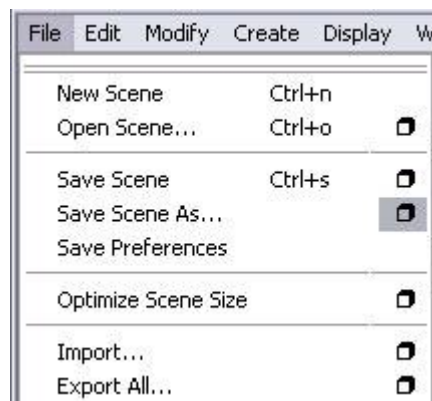 File Edit Modify Create Display W
New Scene Ctrl+n
Open Scene... Ctrl+o
Save Scene Ctrl+s
Save Scene As...
Save Preferences
Optimize Scene Size
Import...
Export All...